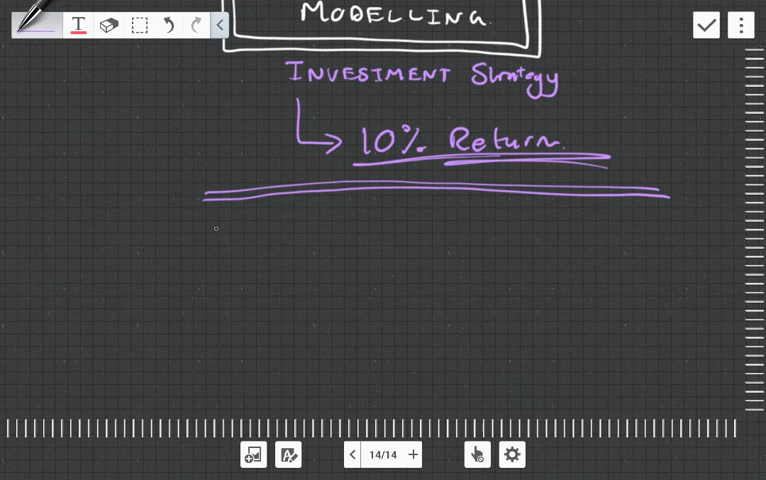 MODELLING.
INVESTMENT Strategy
10% Return.
T
14/14